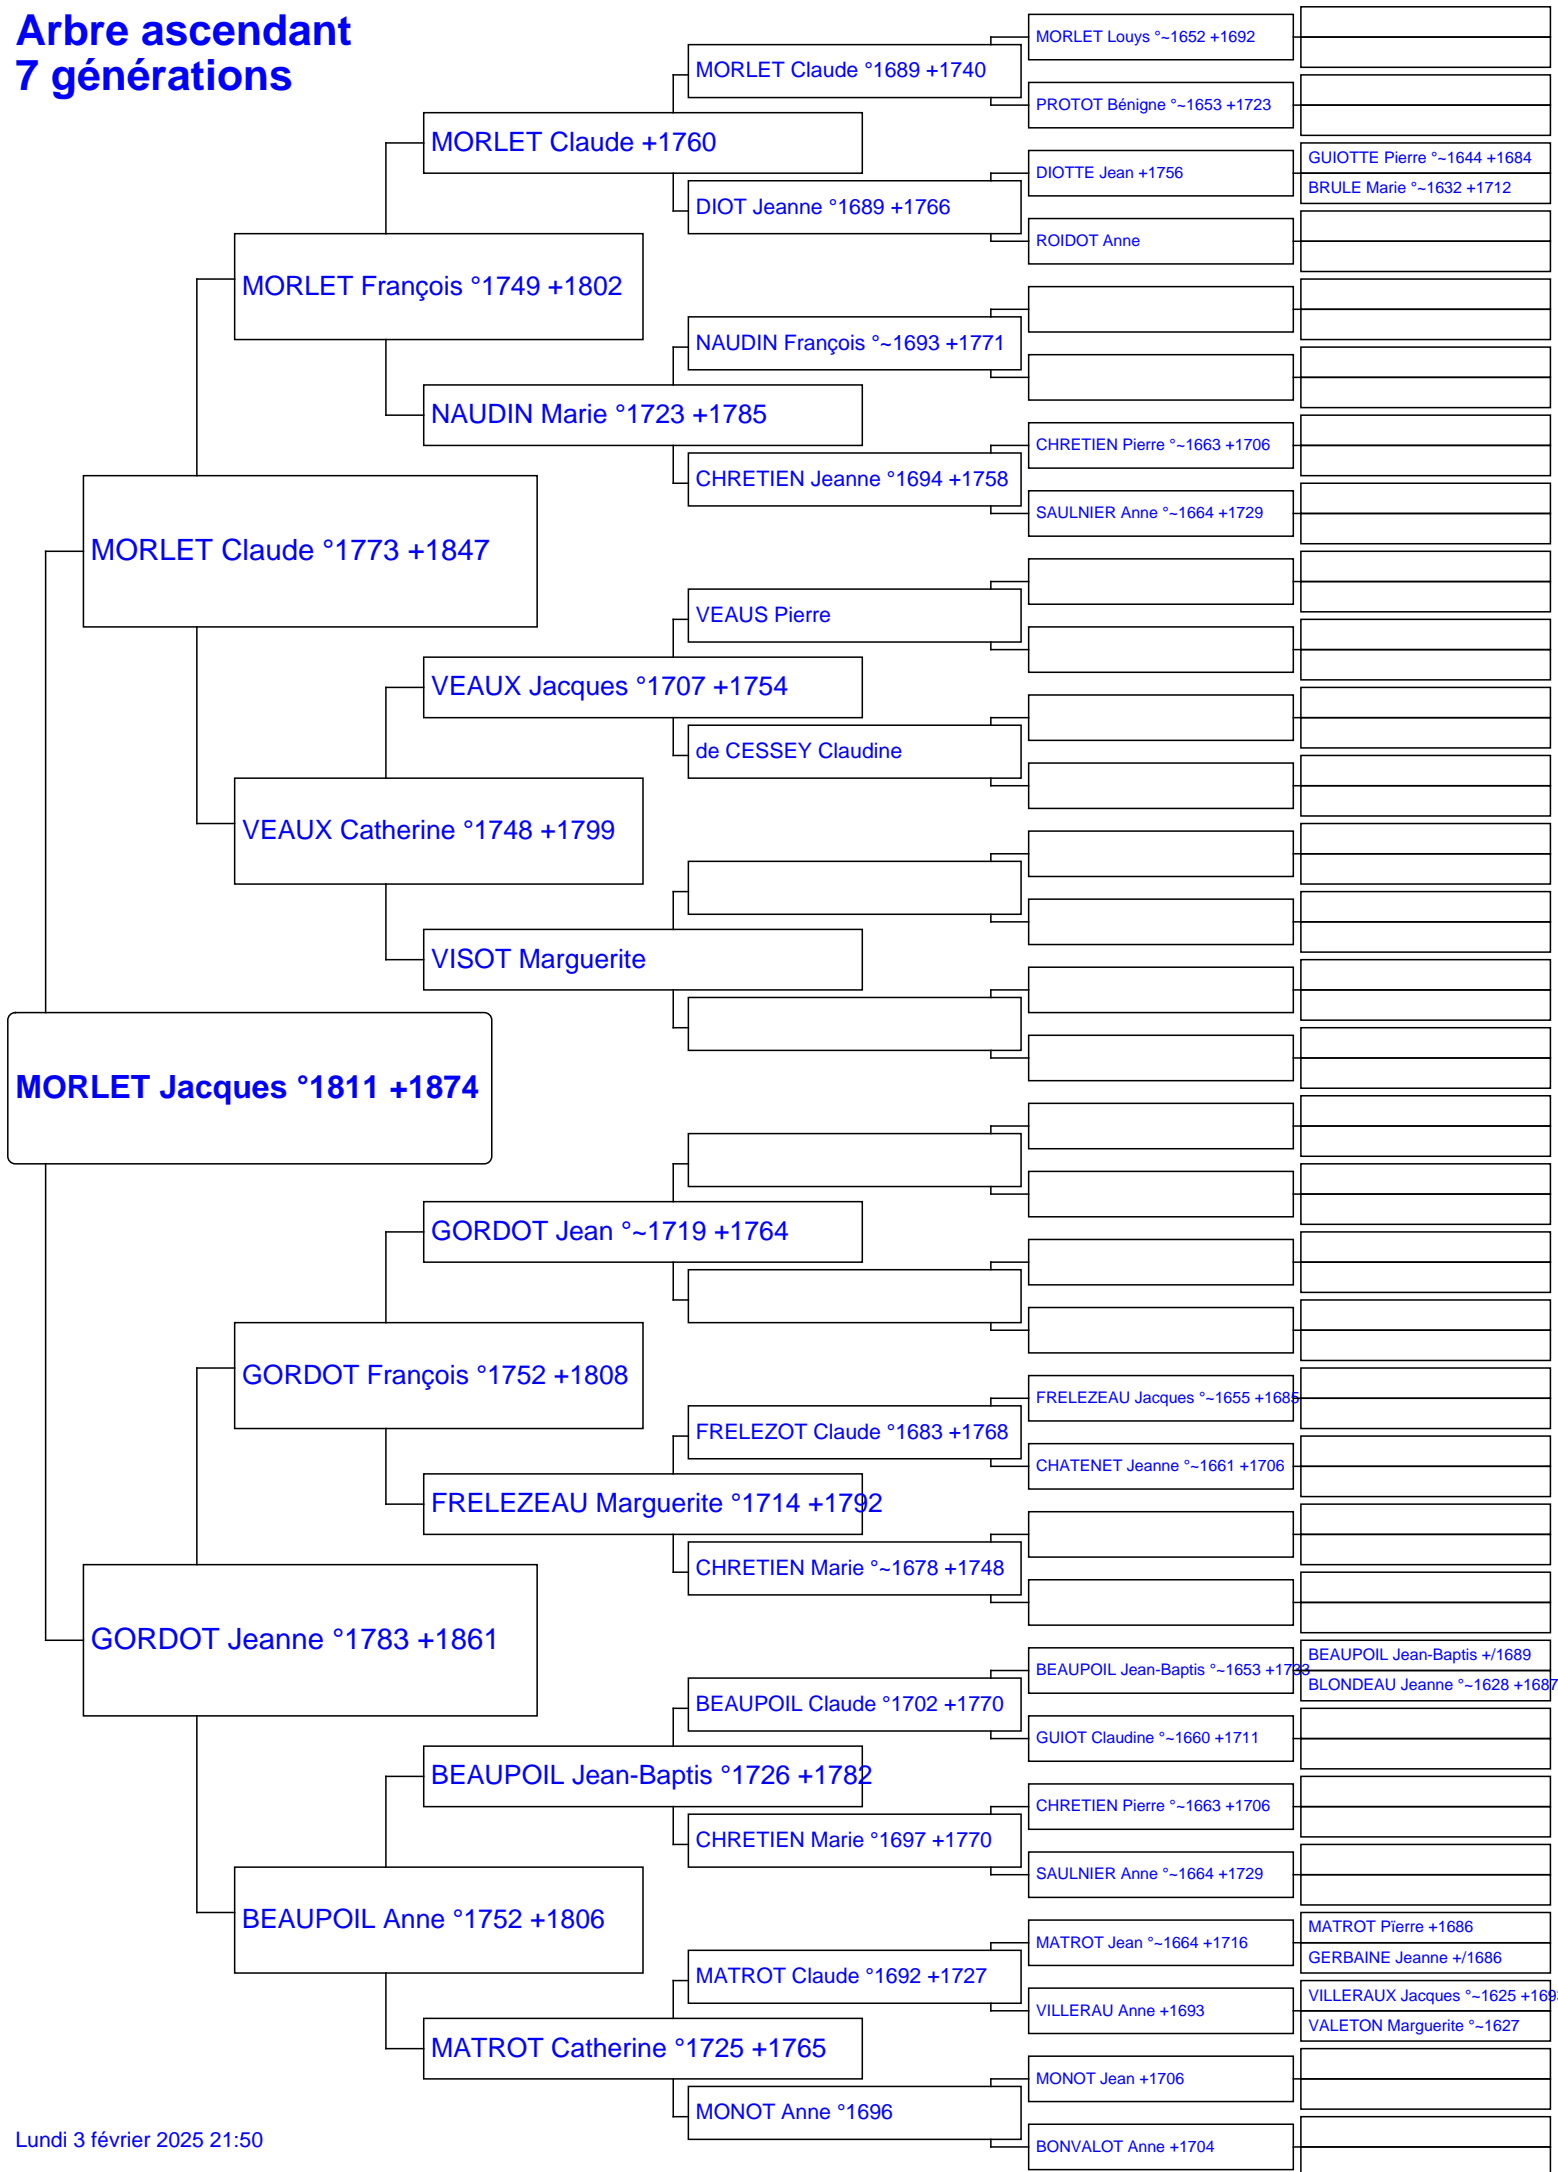 Arbre ascendant
7 générations
MORLET Jacques °1811 +1874
MORLET Claude °1773 +1847
GORDOT Jeanne °1783 +1861
MORLET François °1749 +1802
VEAUX Catherine °1748 +1799
GORDOT François °1752 +1808
BEAUPOIL Anne °1752 +1806
MORLET Claude +1760
NAUDIN Marie °1723 +1785
VEAUX Jacques °1707 +1754
VISOT Marguerite
GORDOT Jean °~1719 +1764
FRELEZEAU Marguerite °1714 +1792
BEAUPOIL Jean-Baptis °1726 +1782
MATROT Catherine °1725 +1765
MORLET Claude °1689 +1740
DIOT Jeanne °1689 +1766
NAUDIN François °~1693 +1771
CHRETIEN Jeanne °1694 +1758
VEAUS Pierre
de CESSEY Claudine
FRELEZOT Claude °1683 +1768
CHRETIEN Marie °~1678 +1748
BEAUPOIL Claude °1702 +1770
CHRETIEN Marie °1697 +1770
MATROT Claude °1692 +1727
MONOT Anne °1696
MORLET Louys °~1652 +1692
PROTOT Bénigne °~1653 +1723
DIOTTE Jean +1756
ROIDOT Anne
CHRETIEN Pierre °~1663 +1706
SAULNIER Anne °~1664 +1729
FRELEZEAU Jacques °~1655 +1685
CHATENET Jeanne °~1661 +1706
BEAUPOIL Jean-Baptis °~1653 +1733
GUIOT Claudine °~1660 +1711
CHRETIEN Pierre °~1663 +1706
SAULNIER Anne °~1664 +1729
MATROT Jean °~1664 +1716
VILLERAU Anne +1693
MONOT Jean +1706
BONVALOT Anne +1704
GUIOTTE Pierre °~1644 +1684
BRULE Marie °~1632 +1712
BEAUPOIL Jean-Baptis +/1689
BLONDEAU Jeanne °~1628 +1687
MATROT Pïerre +1686
GERBAINE Jeanne +/1686
VILLERAUX Jacques °~1625
VALETON Marguerite °~1627
Lundi 3 février 2025 21:50